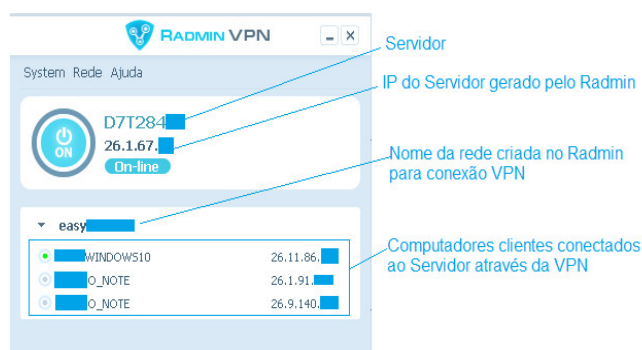 RADMIN VPN
System Rede Ajuda
D7T284
26.1.67.
ON
On-line
easy
WINDOWS10 26.11.86.
O_NOTE 26.1.91.
O_NOTE 26.9.140.
Servidor
IP do Servidor gerado pelo Radmin
Nome da rede criada no Radmin
para conexão VPN
Computadores clientes conectados
ao Servidor através da VPN